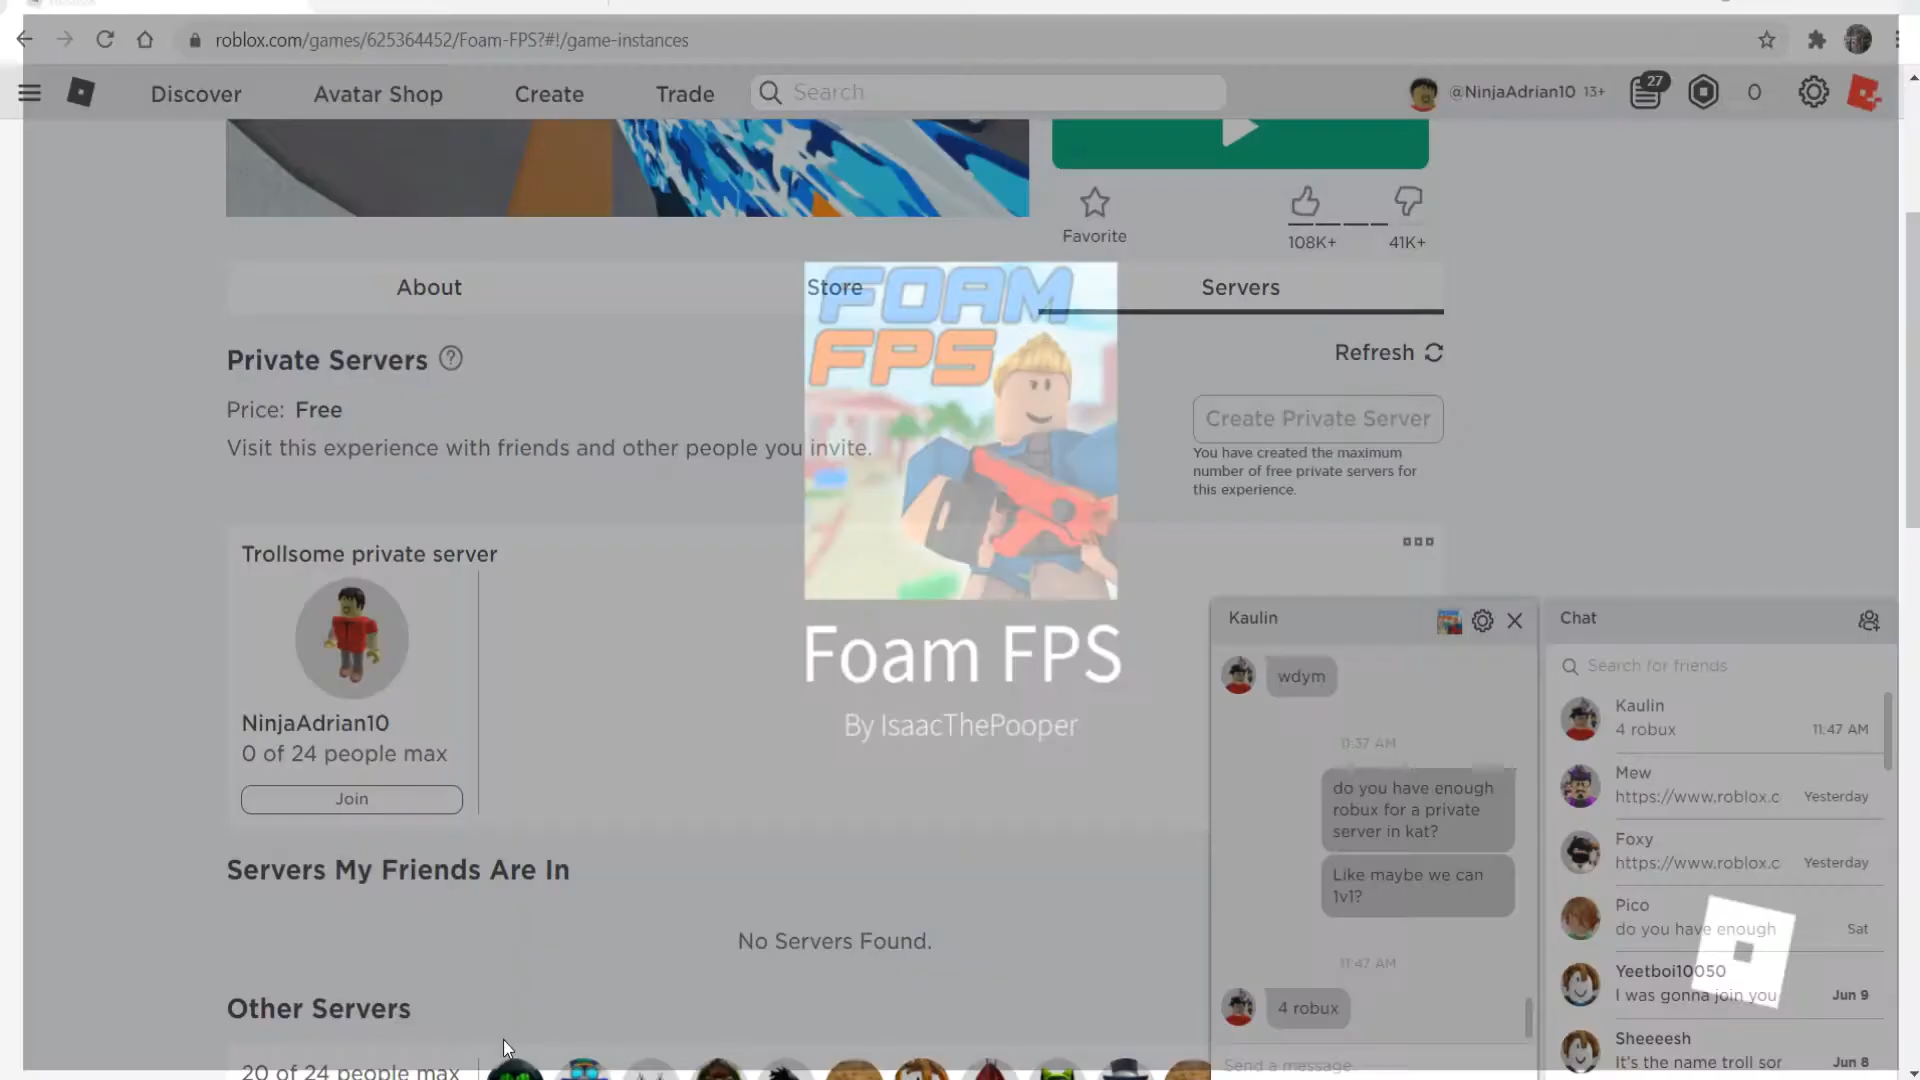 roblox.com/games/625364452/Foam-FPS?#!/game-instances
Discover
Avatar Shop
Create
Trade
Search
@NinjaAdrian10 13+
27
0
Favorite
108K+
41K+
About
Store
Servers
FOAM
FPS
Private Servers
Refresh
Price: Free
Create Private Server
Visit this experience with friends and other people you invite.
You have created the maximum
number of free private servers for
this experience.
Trollsome private server
NinjaAdrian10
0 of 24 people max
Join
Foam FPS
By IsaacThePooper
Servers My Friends Are In
No Servers Found.
Other Servers
20 of 24 people max
Kaulin
wdym
11:37 AM
do you have enough
robux for a private
server in kat?
Like maybe we can
1v1?
11:47 AM
4 robux
Send a message
Chat
Search for friends
Kaulin
4 robux 11:47 AM
Mew
https://www.roblox.c Yesterday
Foxy
https://www.roblox.c Yesterday
Pico
do you have enough Sat
Yeetboi10050
I was gonna join you Jun 9
Sheeeesh
It's the name troll sor Jun 8